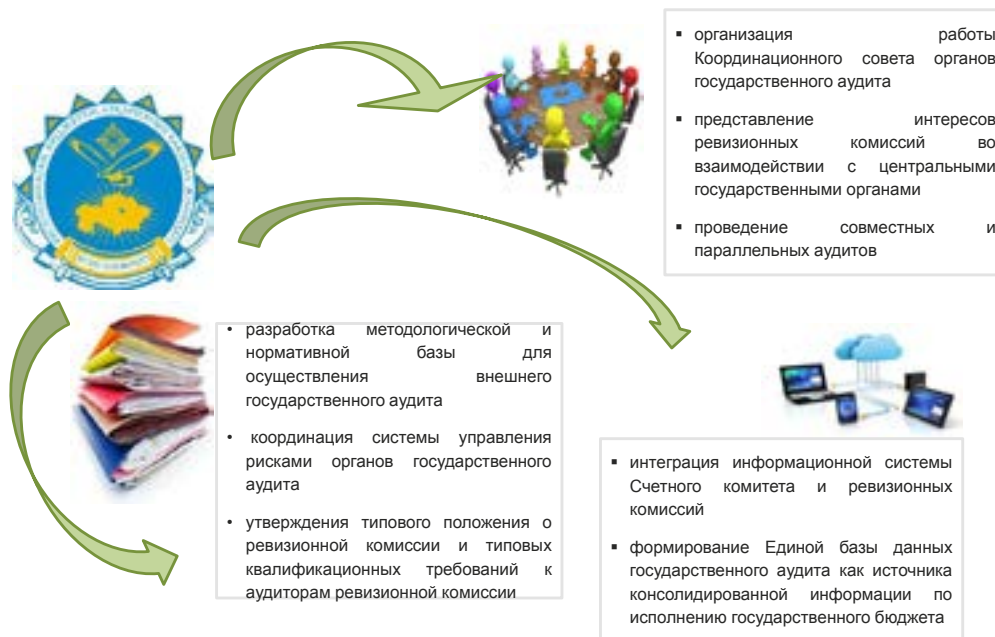 организация работы
Координационного совета органов
государственного аудита
представление интересов
ревизионных комиссий во
взаимодействии с центральными
государственными органами
проведение совместных и
параллельных аудитов
разработка методологической и
нормативной базы для
осуществления внешнего
государственного аудита
координация системы управления
рисками органов государственного
аудита
утверждения типового положения о
ревизионной комиссии и типовых
квалификационных требований к
аудиторам ревизионной комиссии
интеграция информационной системы
Счетного комитета и ревизионных
комиссий
формирование Единой базы данных
государственного аудита как источника
консолидированной информации по
исполнению государственного бюджета